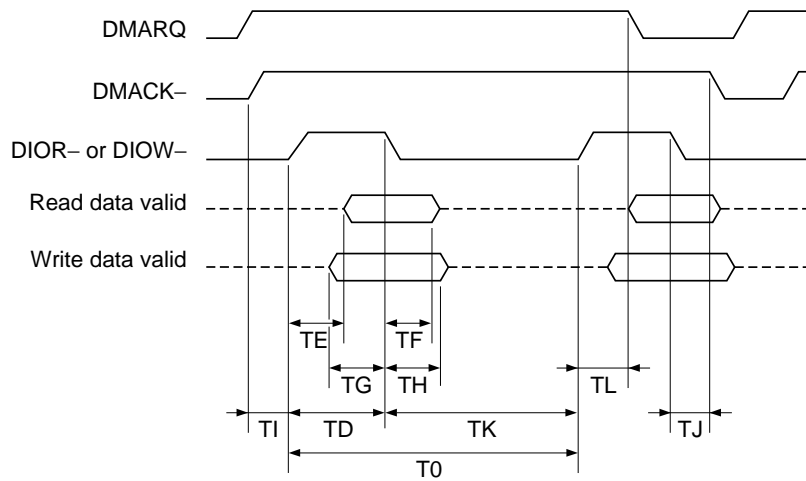 DMARQ
DMACK–
DIOR– or DIOW–
Read data valid
Write data valid
TE TF
TG TH TL
TI TD TK TJ
T0